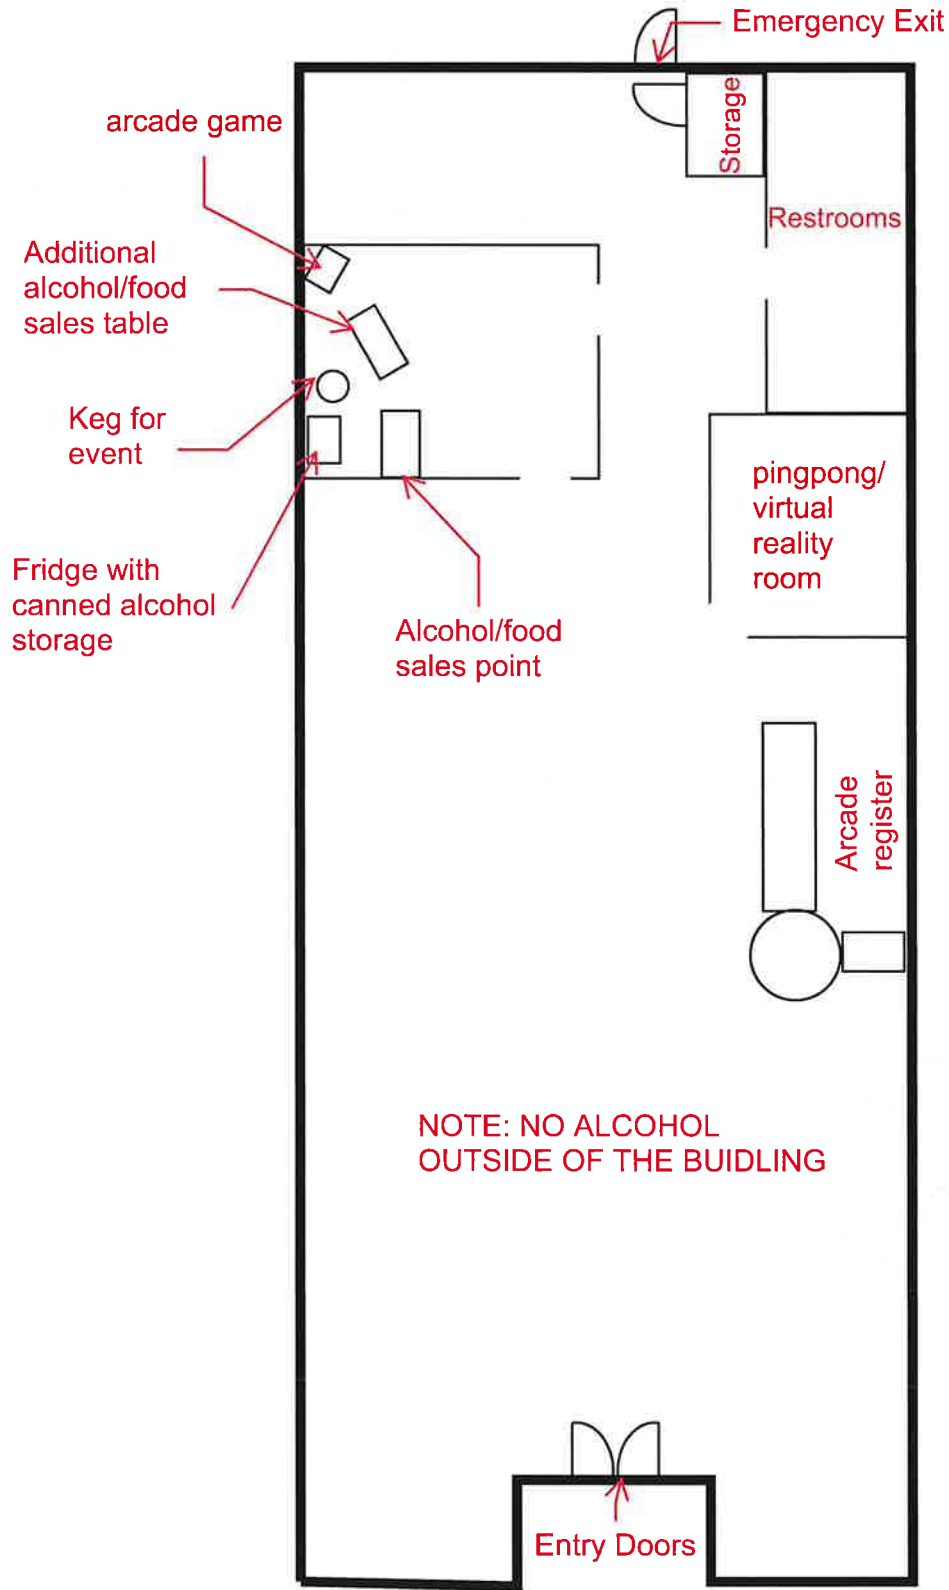 Emergency Exit
arcade game
Storage
Restrooms
Additional
alcohol/food
sales table
Keg for
event
pingpong/
virtual
reality
room
Fridge with
canned alcohol
storage
Alcohol/food
sales point
Arcade
register
NOTE: NO ALCOHOL
OUTSIDE OF THE BUIDLING
Entry Doors